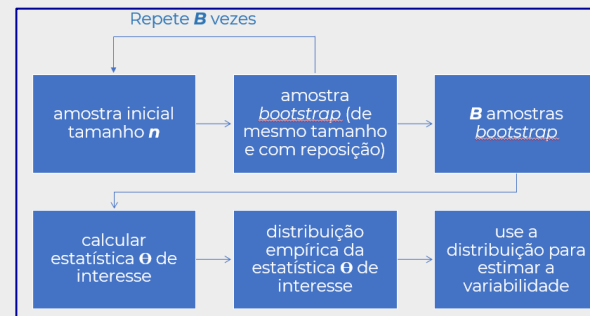 Repete B vezes
amostra inicial
tamanho n
amostra
bootstrap (de
mesmo tamanho
e com reposição)
B amostras
bootstrap
calcular
estatística Θ de
interesse
distribuição
empírica da
estatística Θ de
interesse
use a
distribuição para
estimar a
variabilidade